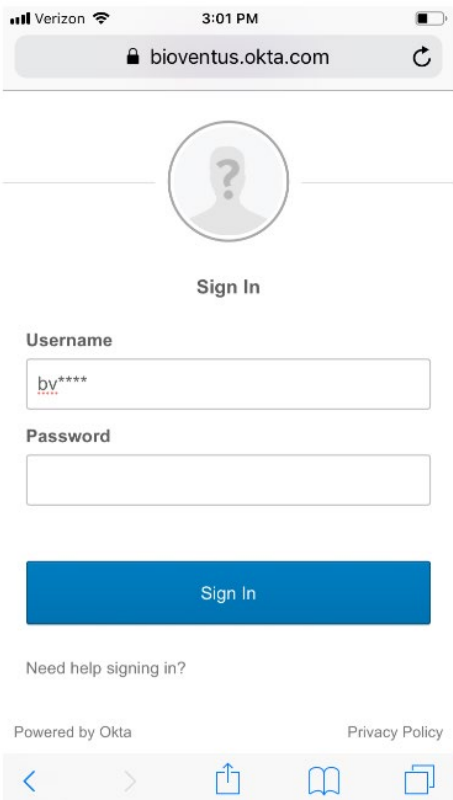 Verizon 3:01 PM
bioventus.okta.com
?
Sign In
Username
bv****
Password
Sign In
Need help signing in?
Powered by Okta Privacy Policy